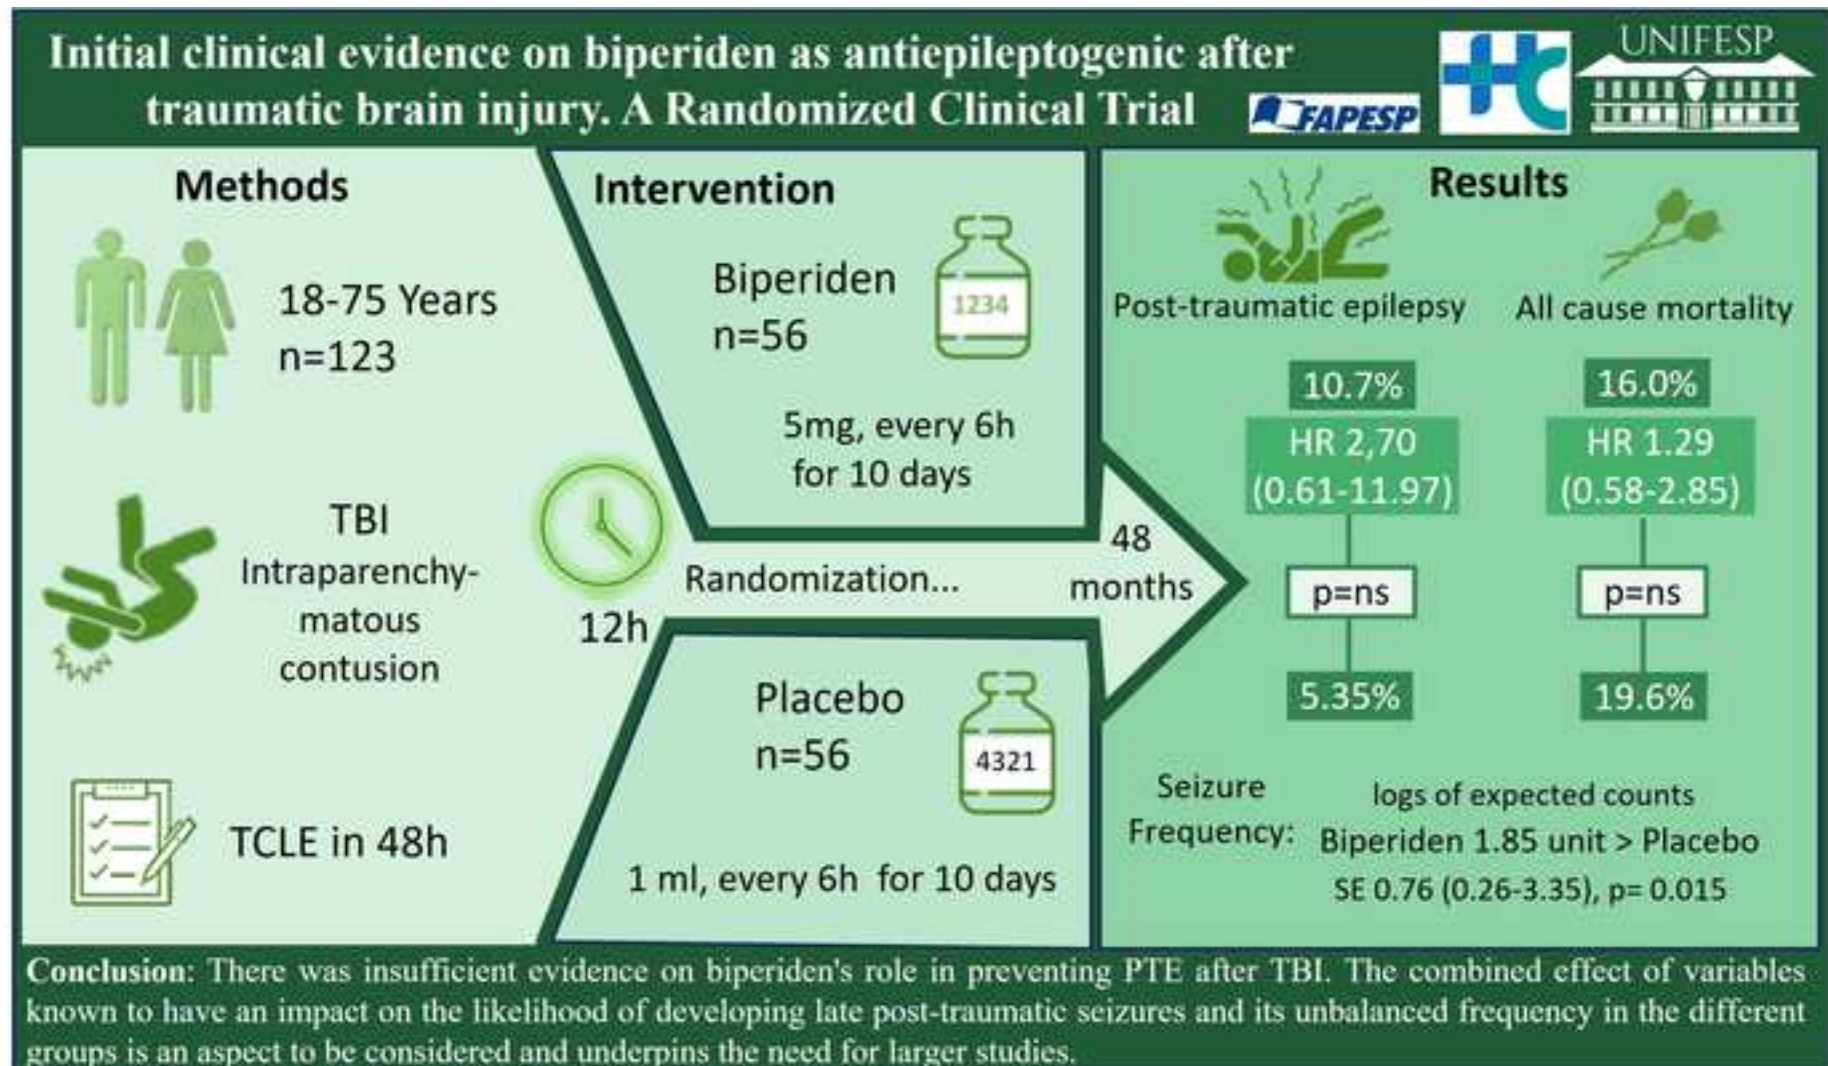 Initial clinical evidence on biperiden as antiepileptogenic after
traumatic brain injury. A Randomized Clinical Trial
FAPESP
HC
UNIFESP
Methods
18-75 Years
n=123
TBI
Intraparenchy-
matous
contusion
TCLE in 48h
12h
Intervention
Biperiden
n=56
1234
5mg, every 6h
for 10 days
Randomization...
48
months
Placebo
n=56
4321
1 ml, every 6h for 10 days
Results
Post-traumatic epilepsy
All cause mortality
10.7%
HR 2,70
(0.61-11.97)
p=ns
5.35%
16.0%
HR 1.29
(0.58-2.85)
p=ns
19.6%
Seizure
Frequency:
logs of expected counts
Biperiden 1.85 unit > Placebo
SE 0.76 (0.26-3.35), p= 0.015
Conclusion: There was insufficient evidence on biperiden's role in preventing PTE after TBI. The combined effect of variables
known to have an impact on the likelihood of developing late post-traumatic seizures and its unbalanced frequency in the different
groups is an aspect to be considered and underpins the need for larger studies.